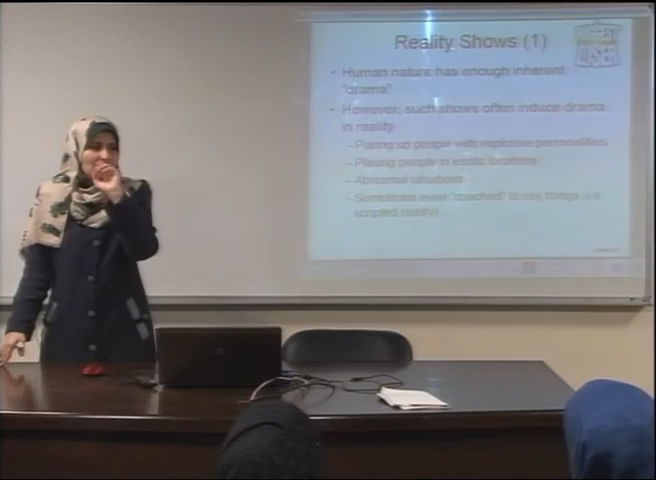 Reality Shows (1)
• Human nature has enough inherent
"drama"
• However, such shows often induce drama
in reality
–Pairing up people with explosive personalities
–Placing people in exotic locations
–Abnormal situations
–Sometimes even "coached" to say things (i.e.
scripted reality)